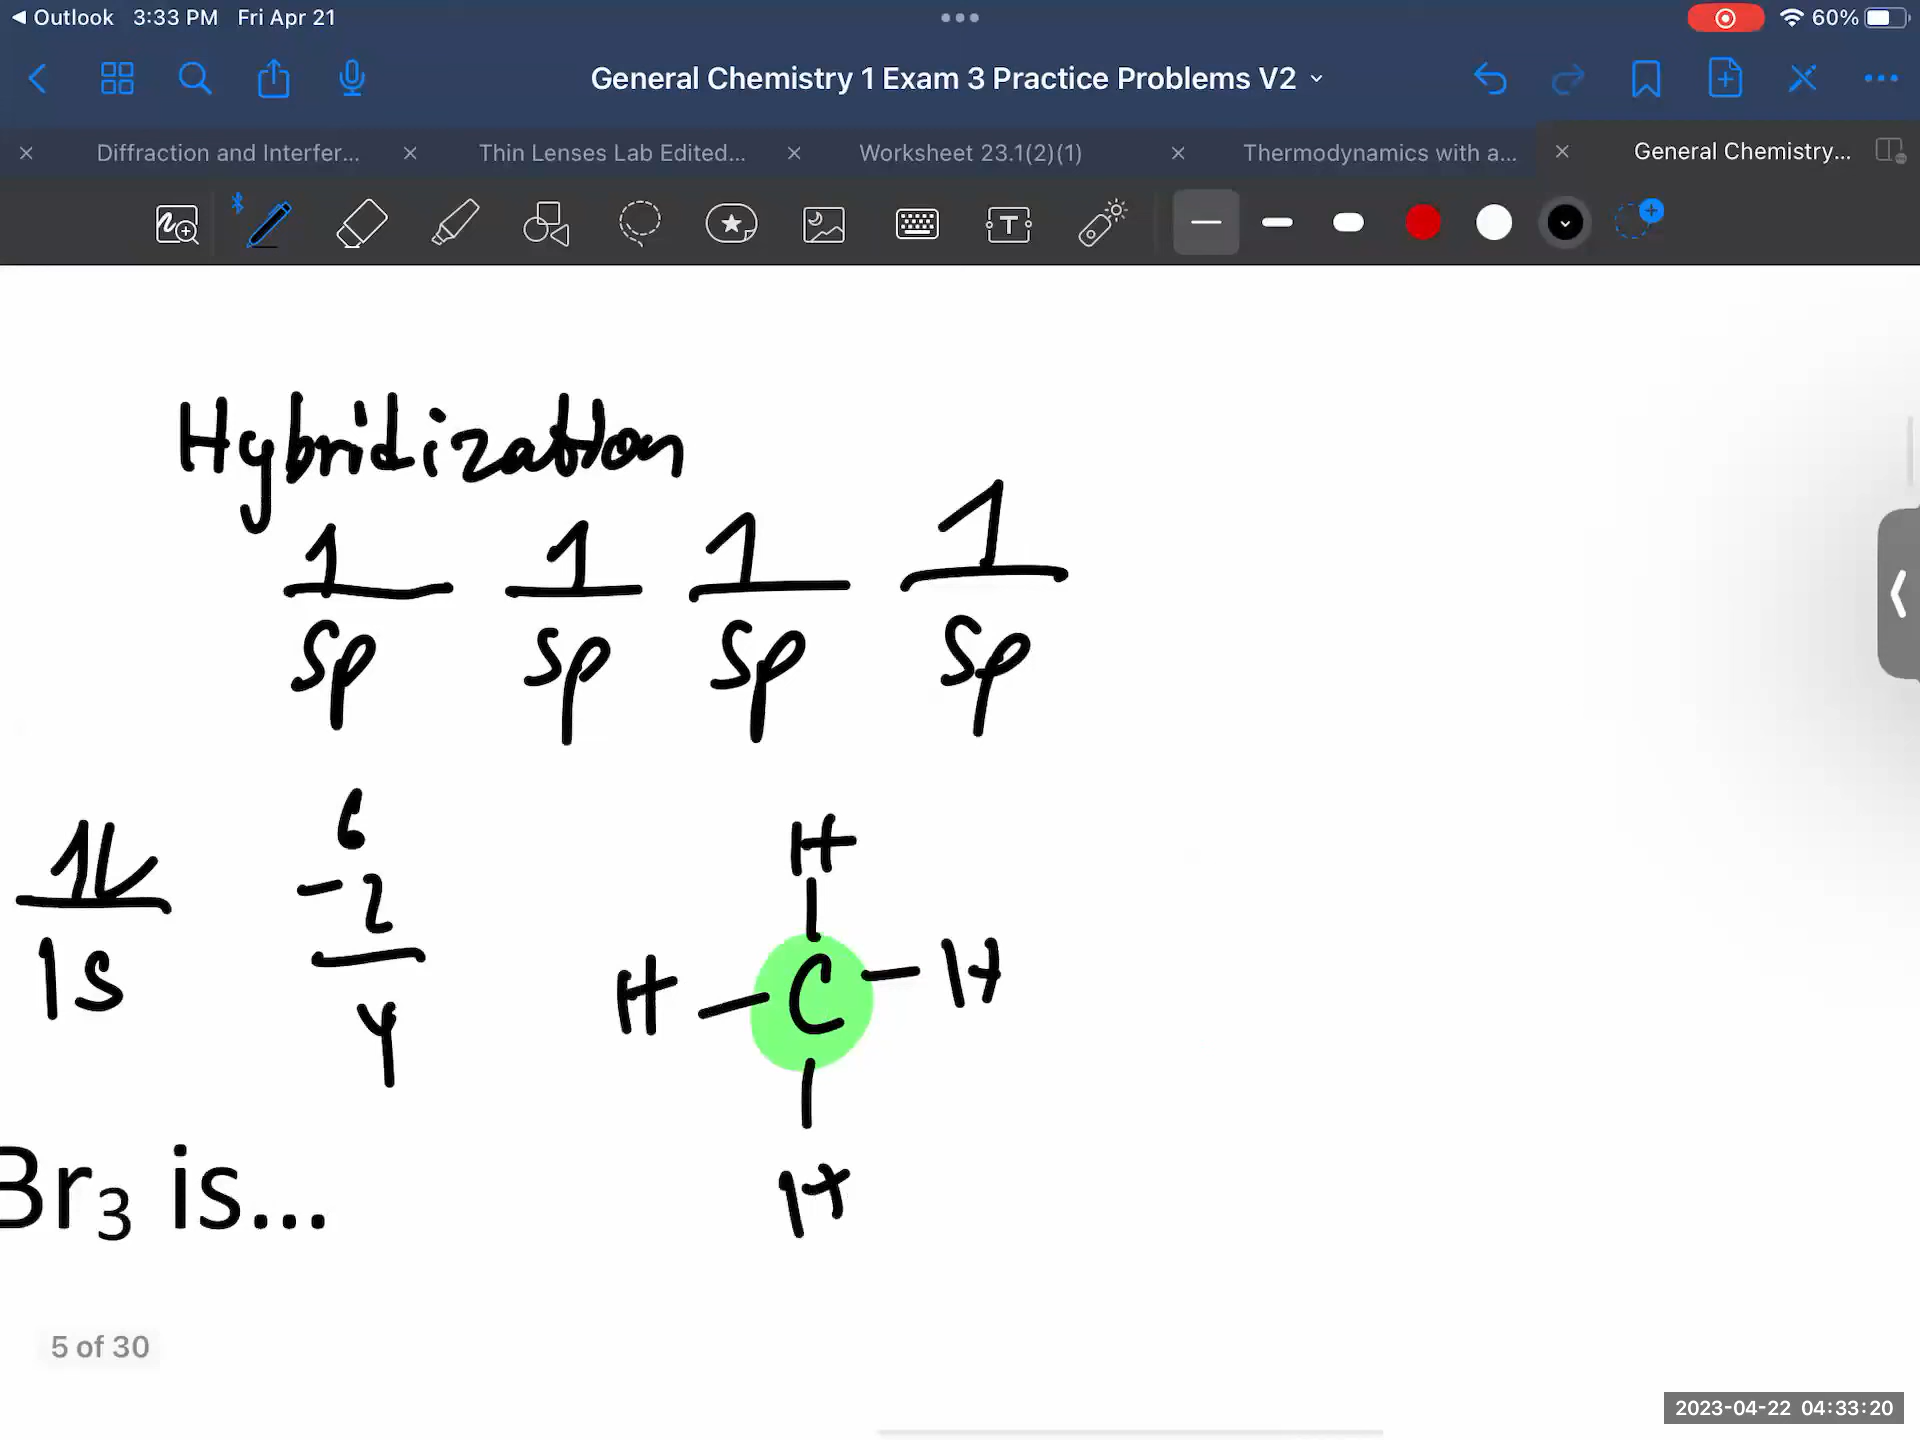 Outlook 3:33 PM Fri Apr 21 60%
General Chemistry 1 Exam 3 Practice Problems V2
Diffraction and Interfer... Thin Lenses Lab Edited... Worksheet 23.1(2)(1) Thermodynamics with a... General Chemistry...
T
Hybridization
1 1 1 1
sp sp sp sp
1L
1s
6
-2
4
H
H - C - H
H
Br₃ is...
5 of 30
2023-04-22 04:33:20